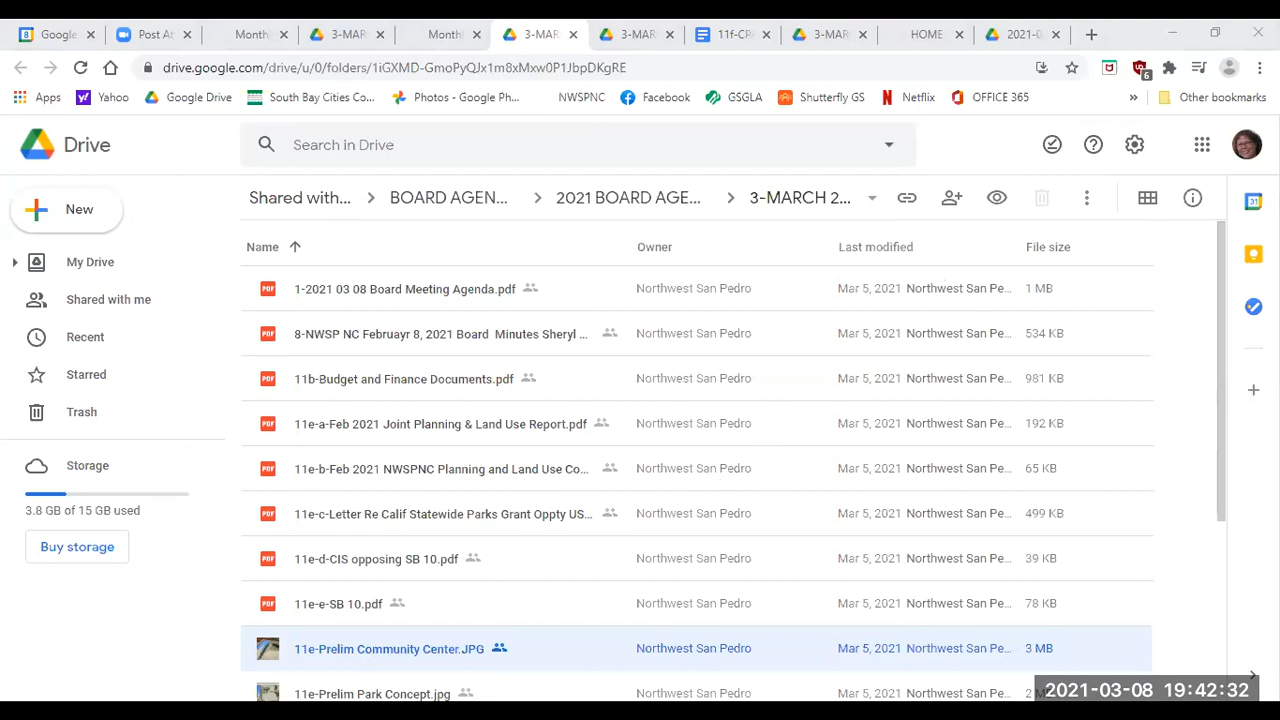 Google
Post At
Month
3-MAR
Month
3-MAR
3-MAR
11f-CPA
3-MAR
HOME
2021-0
drive.google.com/drive/u/0/folders/1iGXMD-GmoPyQJx1m8xMxw0P1JbpDKgRE
6
Apps Yahoo Google Drive South Bay Cities Co... Photos - Google Ph... NWSPNC Facebook GSGLA Shutterfly GS Netflix OFFICE 365 » Other bookmarks
Drive
Search in Drive
New
Shared with... > BOARD AGEN... > 2021 BOARD AGE... > 3-MARCH 2...
31
Name Owner Last modified File size
My Drive
Shared with me
Recent
Starred
Trash
Storage
3.8 GB of 15 GB used
Buy storage
PDF 1-2021 03 08 Board Meeting Agenda.pdf Northwest San Pedro Mar 5, 2021 Northwest San Pe... 1 MB
PDF 8-NWSP NC Februayr 8, 2021 Board Minutes Sheryl ... Northwest San Pedro Mar 5, 2021 Northwest San Pe... 534 KB
PDF 11b-Budget and Finance Documents.pdf Northwest San Pedro Mar 5, 2021 Northwest San Pe... 981 KB
PDF 11e-a-Feb 2021 Joint Planning & Land Use Report.pdf Northwest San Pedro Mar 5, 2021 Northwest San Pe... 192 KB
PDF 11e-b-Feb 2021 NWSPNC Planning and Land Use Co... Northwest San Pedro Mar 5, 2021 Northwest San Pe... 65 KB
PDF 11e-c-Letter Re Calif Statewide Parks Grant Oppty US... Northwest San Pedro Mar 5, 2021 Northwest San Pe... 499 KB
PDF 11e-d-CIS opposing SB 10.pdf Northwest San Pedro Mar 5, 2021 Northwest San Pe... 39 KB
PDF 11e-e-SB 10.pdf Northwest San Pedro Mar 5, 2021 Northwest San Pe... 78 KB
11e-Prelim Community Center.JPG Northwest San Pedro Mar 5, 2021 Northwest San Pe... 3 MB
11e-Prelim Park Concept.jpg Northwest San Pedro Mar 5, 2021 Northwest San Pe...
2021-03-08 19:42:32